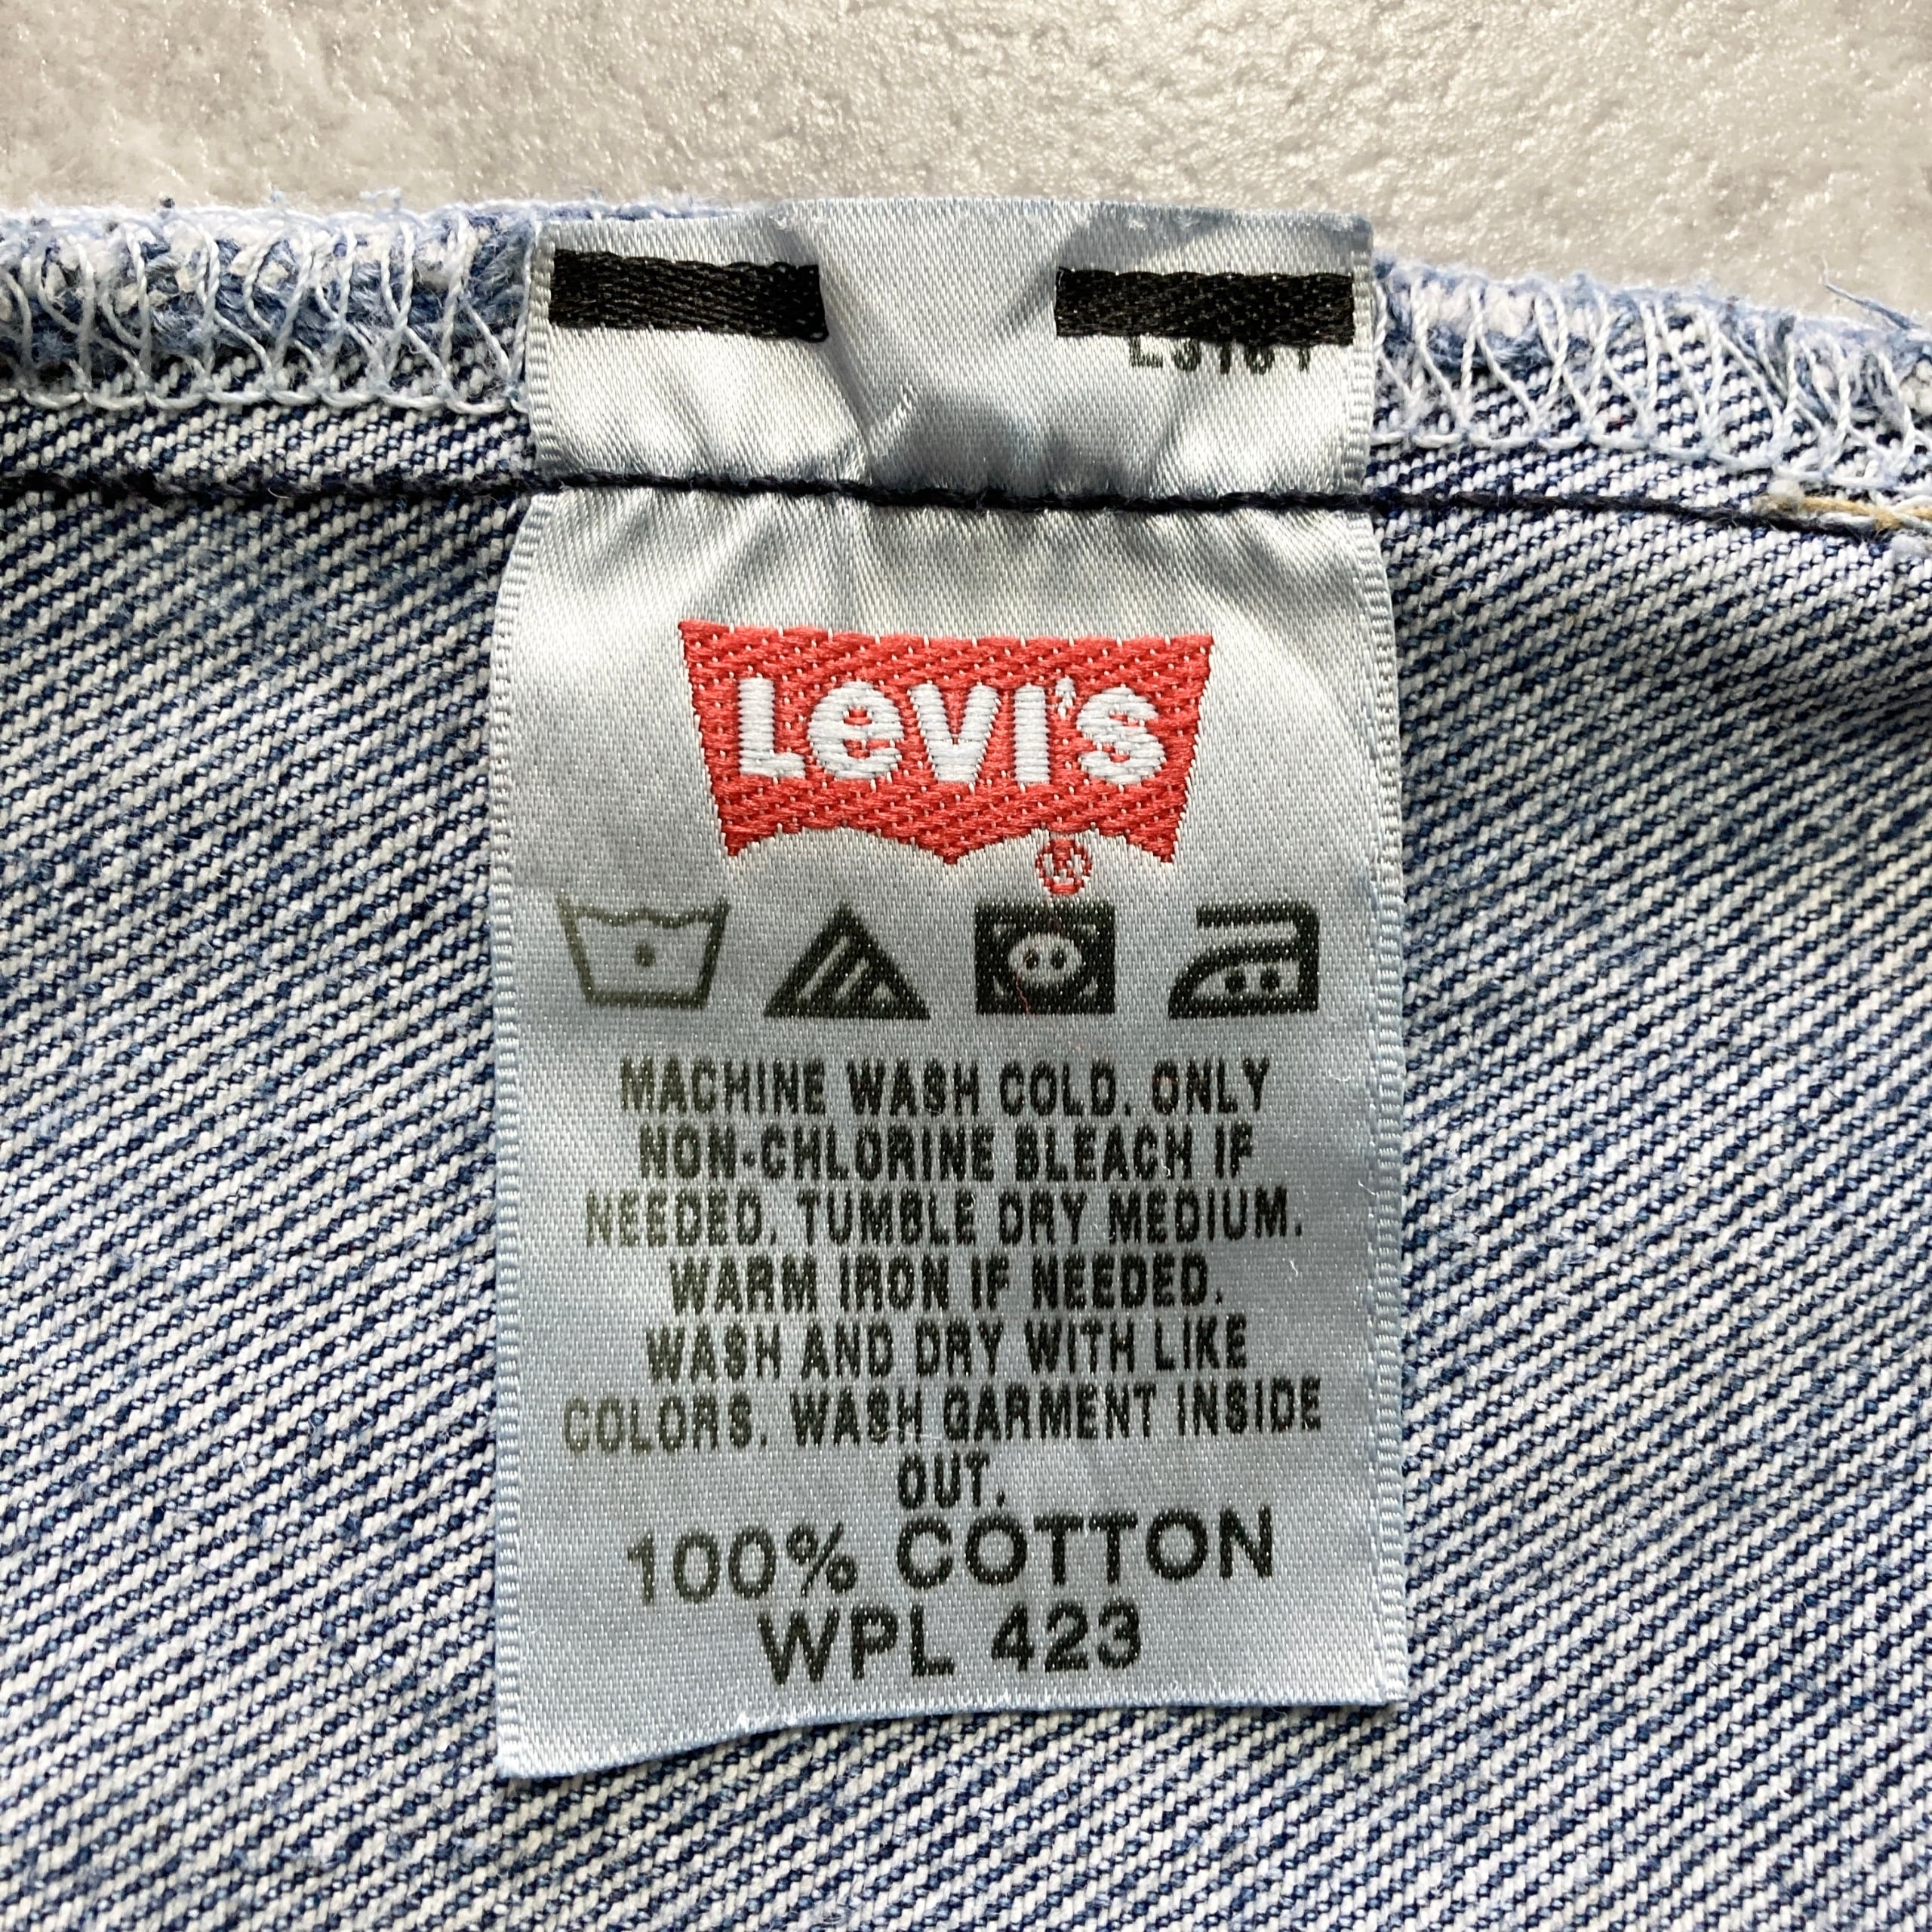 Levi's
MACHINE WASH COLD. ONLY
NON-CHLORINE BLEACH IF
NEEDED. TUMBLE DRY MEDIUM.
WARM IRON IF NEEDED.
WASH AND DRY WITH LIKE
COLORS. WASH GARMENT INSIDE
OUT.
100% COTTON
WPL 423